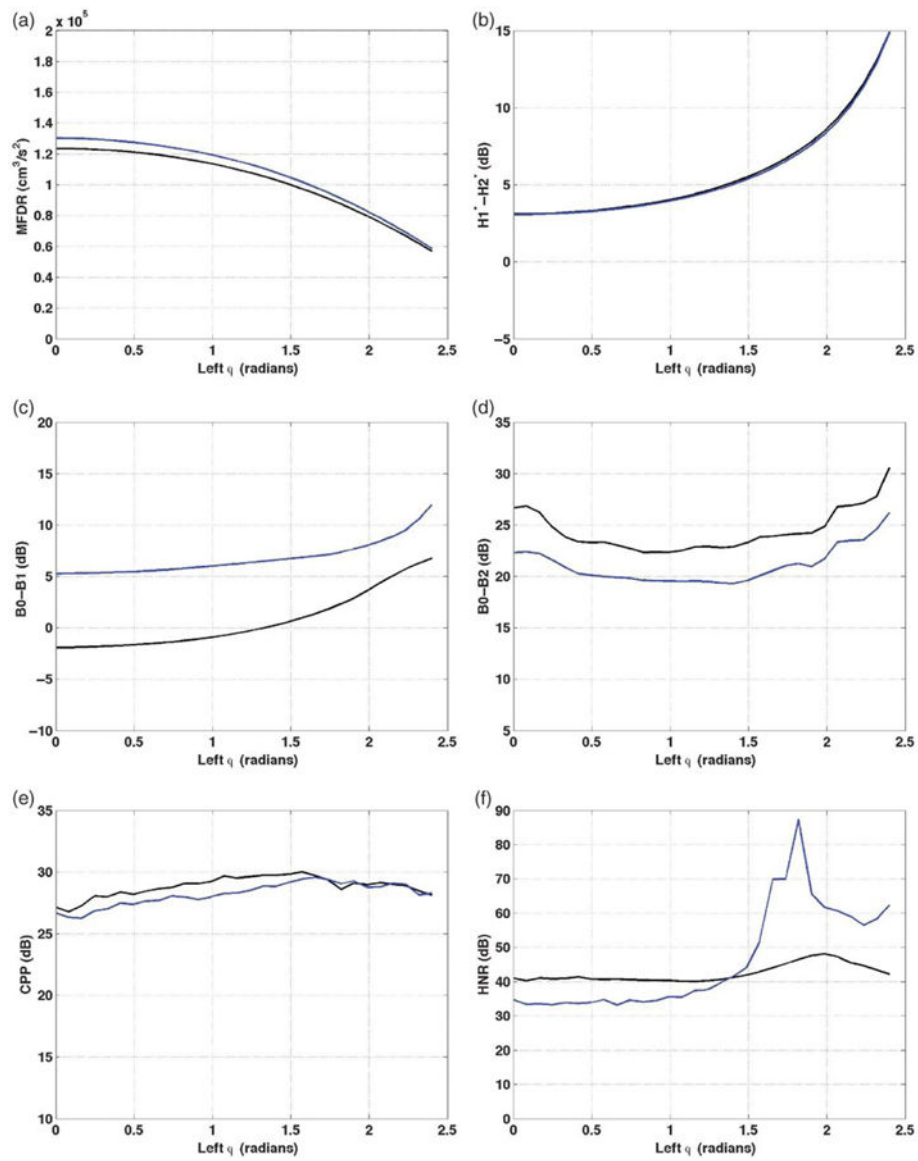 (a)
x 10⁵
2
1.8
1.6
1.4
1.2
1
0.8
0.6
0.4
0.2
0
MFDR (cm³/s²)
0 0.5 1 1.5 2 2.5
Left φ (radians)
(b)
15
10
5
0
−5
H1*−H2* (dB)
0 0.5 1 1.5 2 2.5
Left φ (radians)
(c)
20
15
10
5
0
−5
−10
B0−B1 (dB)
0 0.5 1 1.5 2 2.5
Left φ (radians)
(d)
35
30
25
20
15
10
5
B0−B2 (dB)
0 0.5 1 1.5 2 2.5
Left φ (radians)
(e)
35
30
25
20
15
10
CPP (dB)
0 0.5 1 1.5 2 2.5
Left φ (radians)
(f)
90
80
70
60
50
40
30
20
10
0
HNR (dB)
0 0.5 1 1.5 2 2.5
Left φ (radians)